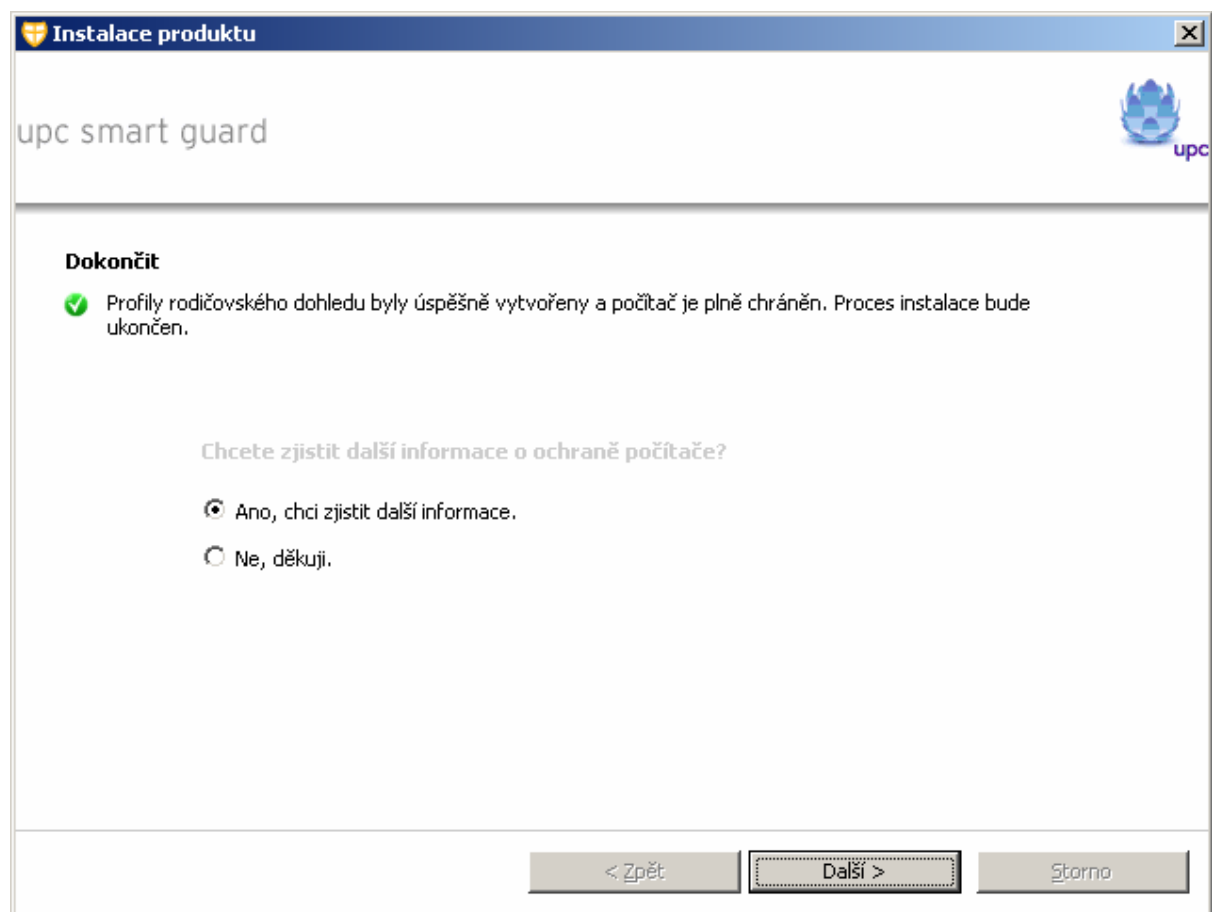 Instalace produktu
upc smart guard
upc
Dokončit
Profily rodičovského dohledu byly úspěšně vytvořeny a počítač je plně chráněn. Proces instalace bude
ukončen.
Chcete zjistit další informace o ochraně počítače?
Ano, chci zjistit další informace.
Ne, děkuji.
< Zpět
Další >
Storno